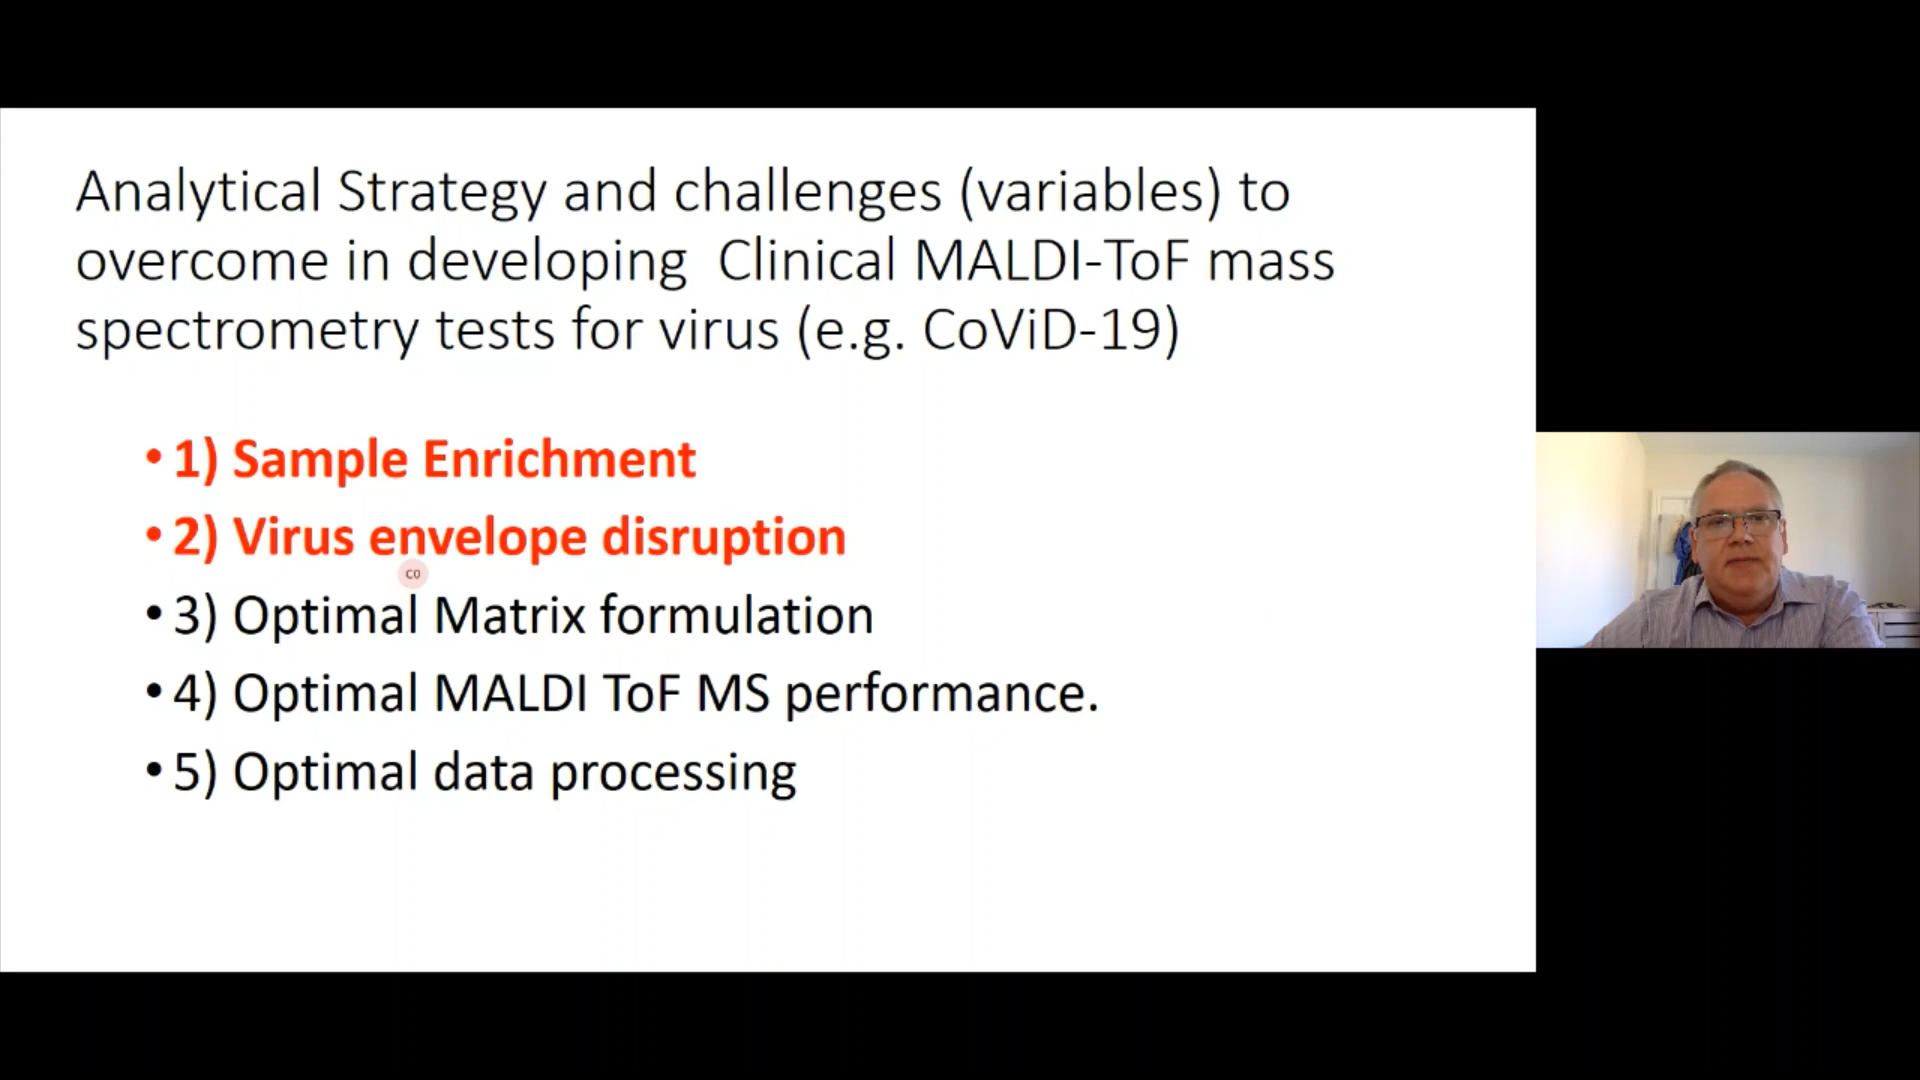 Analytical Strategy and challenges (variables) to
overcome in developing  Clinical MALDI-ToF mass
spectrometry tests for virus (e.g. CoViD-19)
• 1) Sample Enrichment
• 2) Virus envelope disruption
CO
• 3) Optimal Matrix formulation
• 4) Optimal MALDI ToF MS performance.
• 5) Optimal data processing